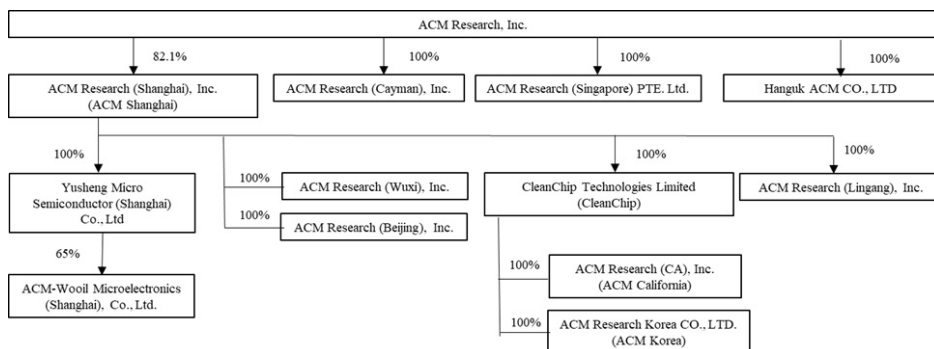 ACM Research, Inc.
82.1%
100%
100%
100%
ACM Research (Shanghai), Inc.
(ACM Shanghai)
ACM Research (Cayman), Inc.
ACM Research (Singapore) PTE. Ltd.
Hanguk ACM CO., LTD
100%
100%
100%
Yusheng Micro
Semiconductor (Shanghai)
Co., Ltd
100%
ACM Research (Wuxi), Inc.
100%
ACM Research (Beijing), Inc.
CleanChip Technologies Limited
(CleanChip)
ACM Research (Lingang), Inc.
65%
ACM-Wooil Microelectronics
(Shanghai), Co., Ltd.
100%
ACM Research (CA), Inc.
(ACM California)
100%
ACM Research Korea CO., LTD.
(ACM Korea)